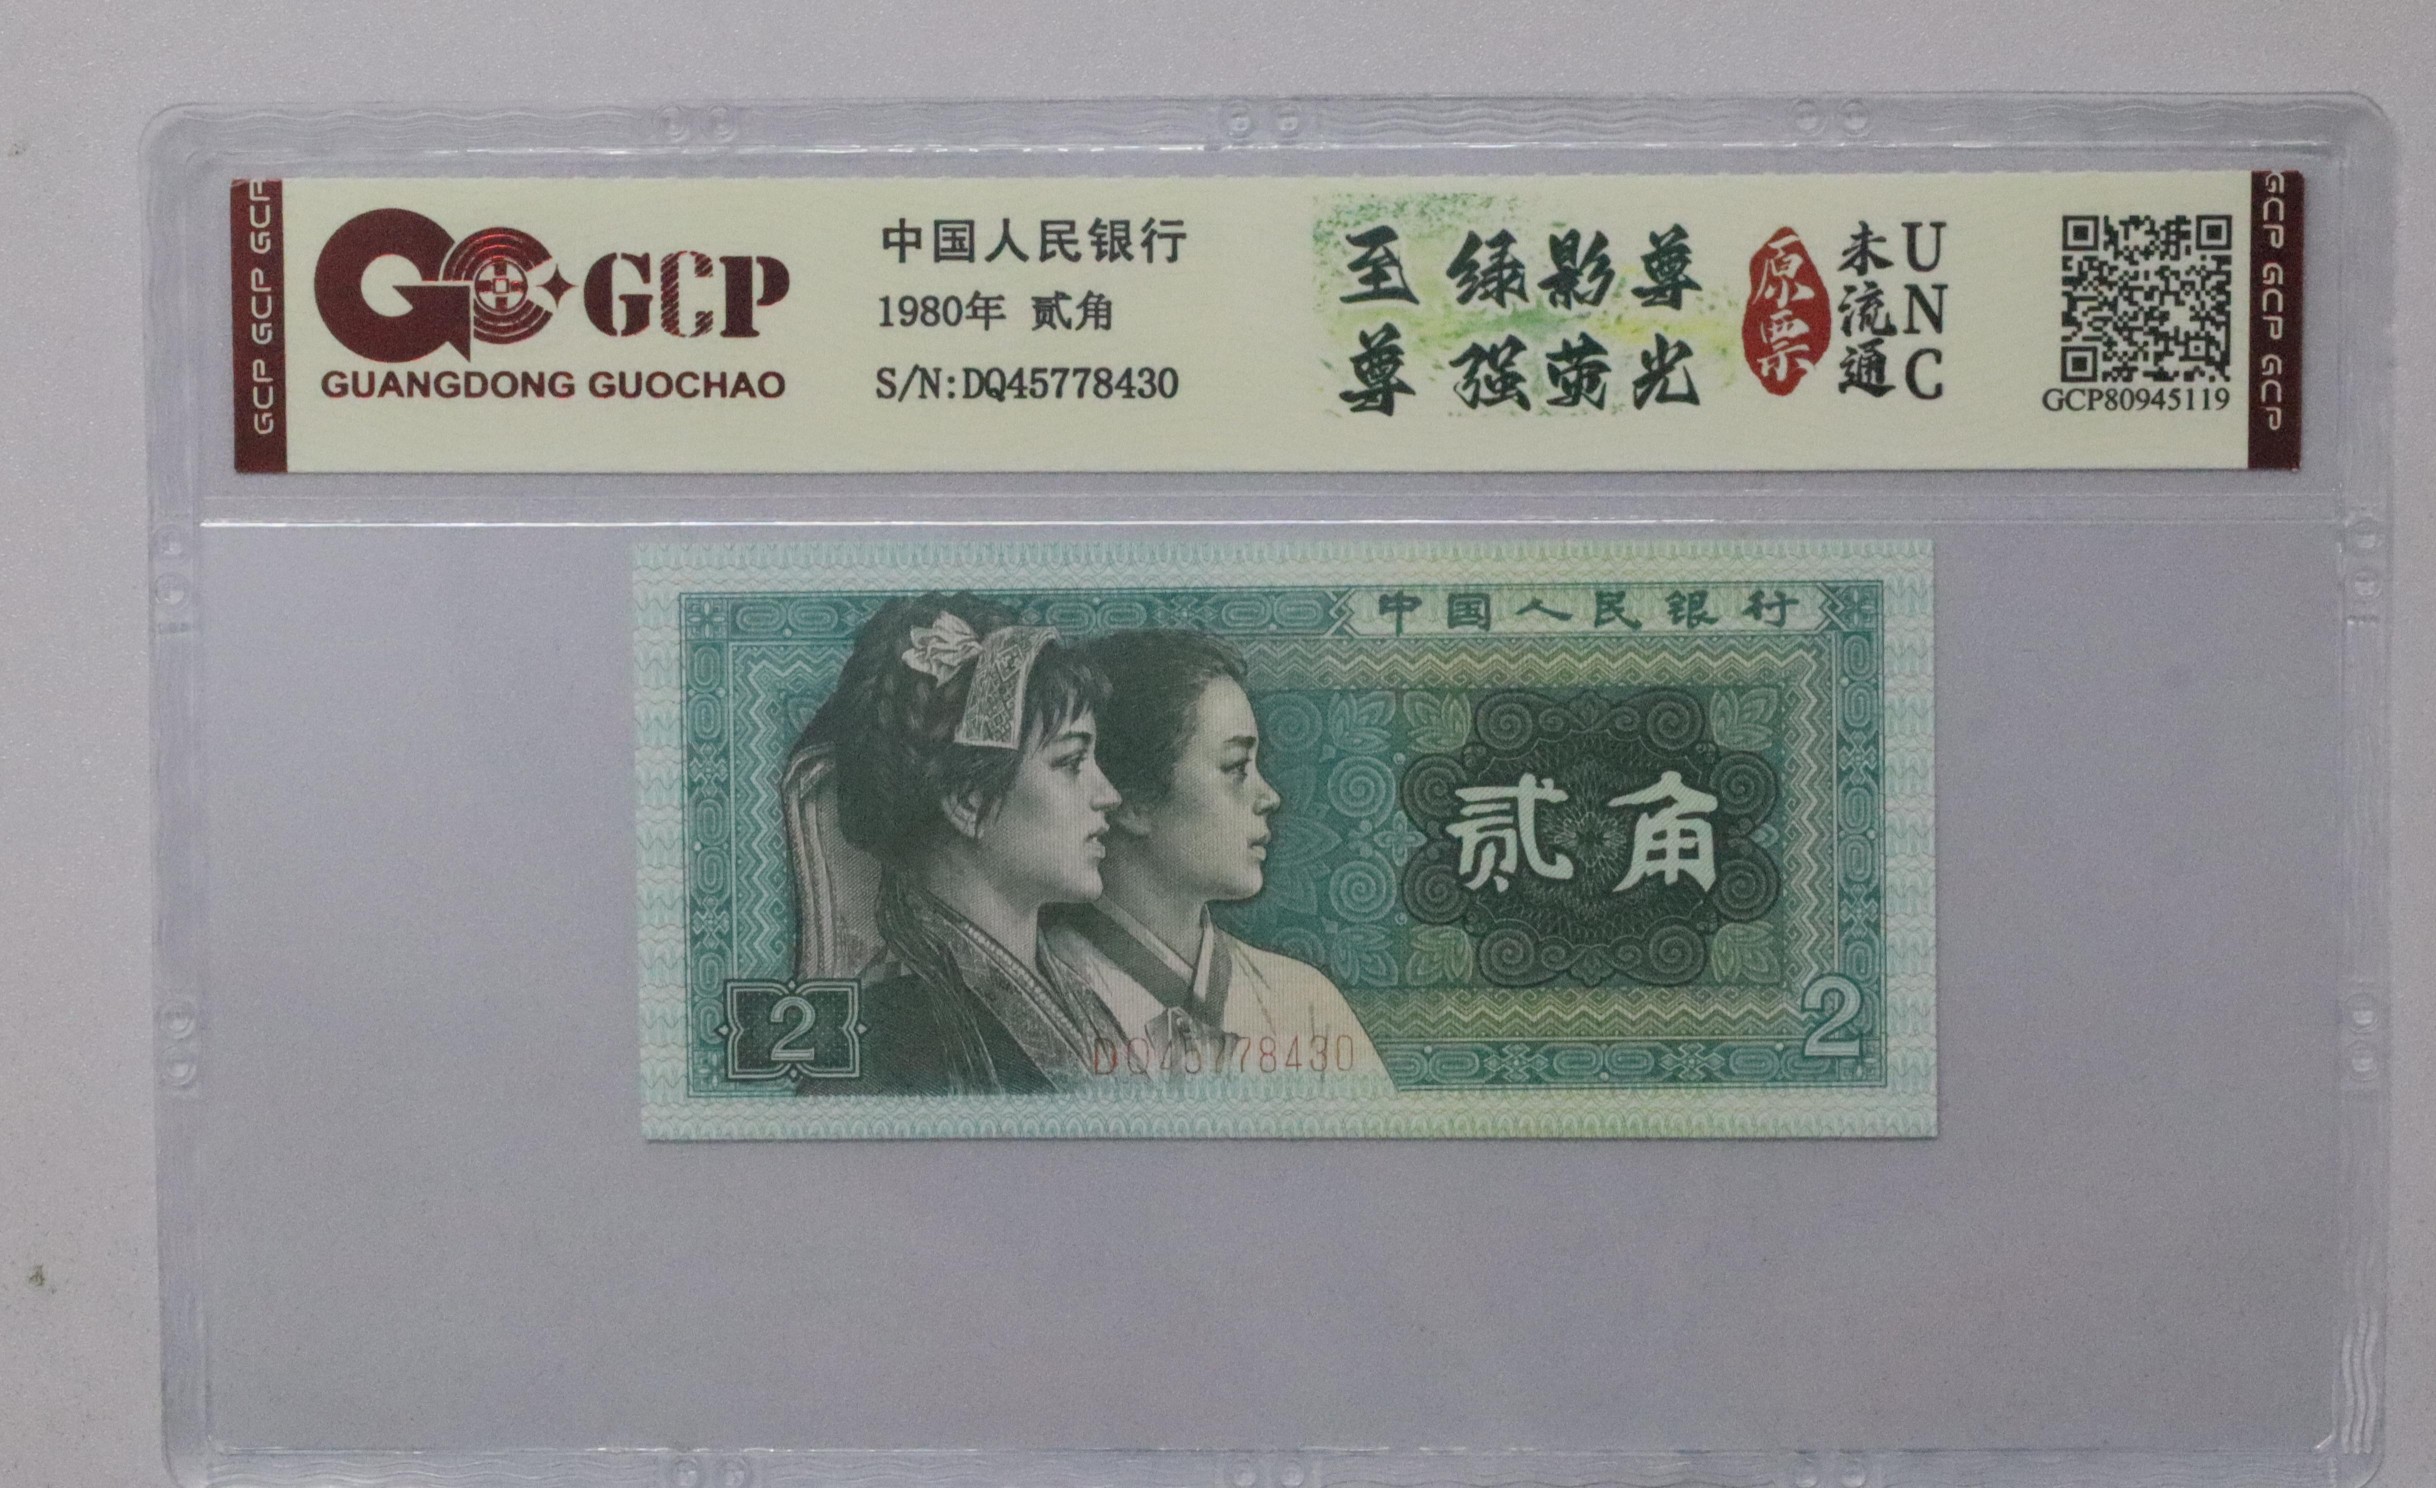 GCP GCP GCP
GCP
GUANGDONG GUOCHAO
中国人民银行
1980年 贰角
S/N:DQ45778430
至尊
绿影尊
强荧光
原票
未流通
UNC
GCP80945119
GCP GCP GCP
中国人民银行
贰角
2
2
DQ45778430